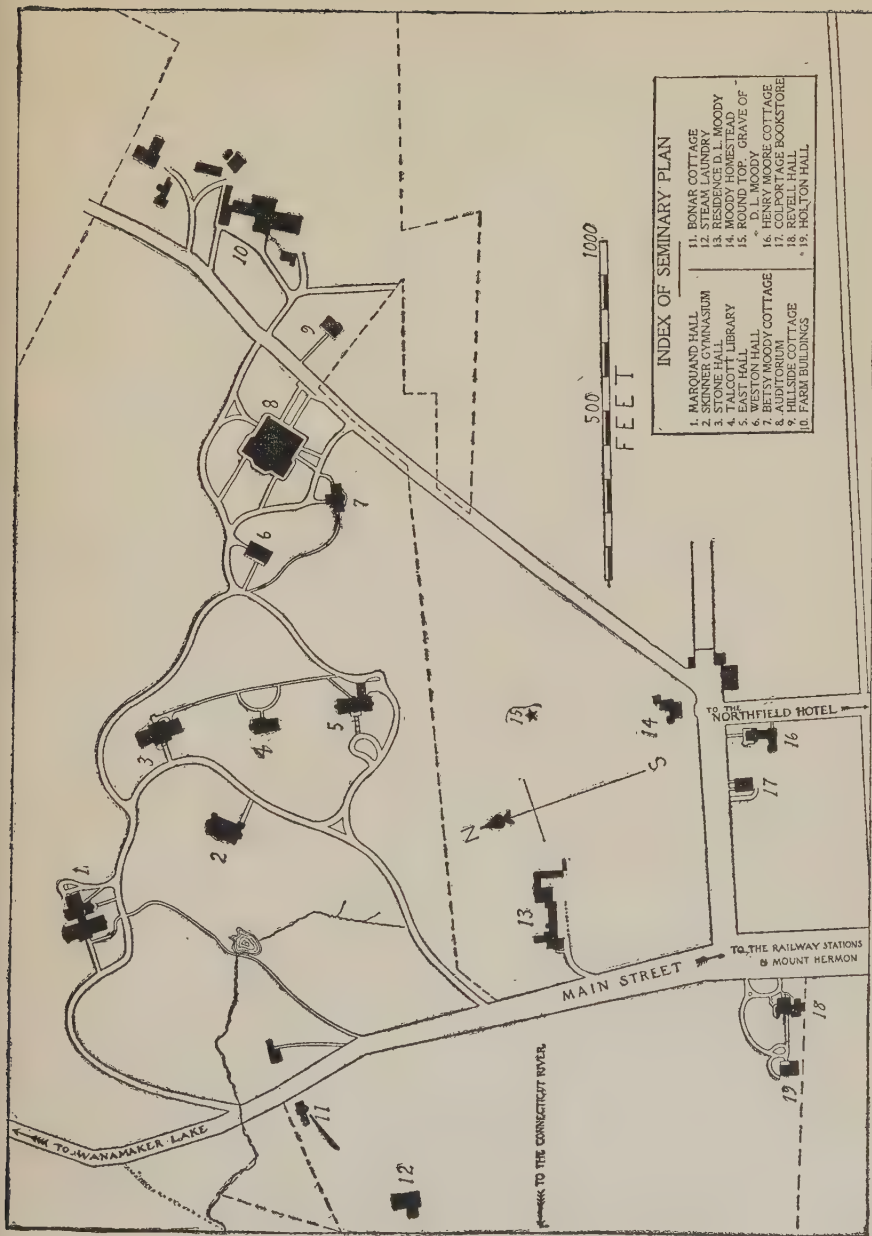 INDEX OF SEMINARY PLAN
1. MARQUAND HALL
2. SKINNER GYMNASIUM
3. STONE HALL
4. TALCOTT LIBRARY
5. EAST HALL
6. WESTON HALL
7. BETSY MOODY COTTAGE
8. AUDITORIUM
9. HILLSIDE COTTAGE
10. FARM BUILDINGS
11. BONAR COTTAGE
12. STEAM LAUNDRY
13. RESIDENCE D. L. MOODY
14. MOODY HOMESTEAD
15. ROUND TOP. GRAVE OF
D. L. MOODY
16. HENRY MOORE COTTAGE
17. COLPORTAGE BOOKSTORE
18. REVELL HALL
19. HOLTON HALL
500
1000
FEET
10
9
8
7
6
5
4
3
2
1
15
14
N
S
13
TO THE
NORTHFIELD HOTEL
16
17
MAIN STREET
TO THE RAILWAY STATIONS
& MOUNT HERMON
18
19
TO WANAMAKER LAKE
11
12
TO THE CONNECTICUT RIVER